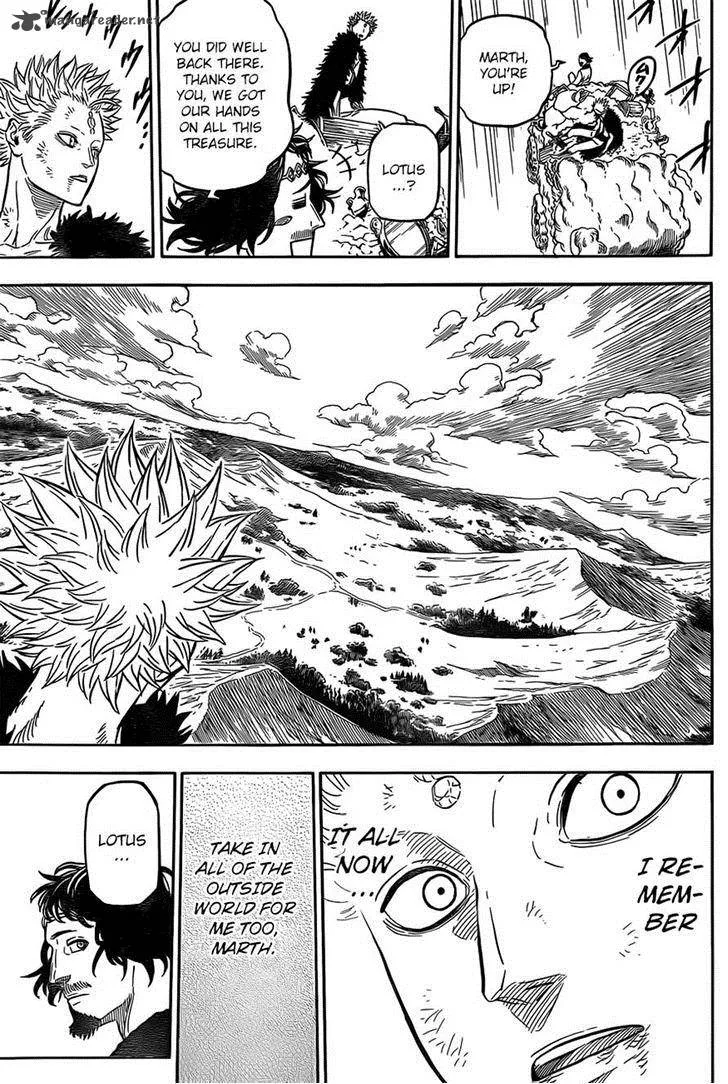 MARTH,
YOU'RE
UP!
LOTUS
...?
YOU DID WELL
BACK THERE.
THANKS TO
YOU, WE GOT
OUR HANDS
ON ALL THIS
TREASURE.
I RE-
MEM-
BER
IT ALL
NOW
...
TAKE IN
ALL OF THE
OUTSIDE
WORLD FOR
ME TOO,
MARTH.
LOTUS
...
mangareader.net